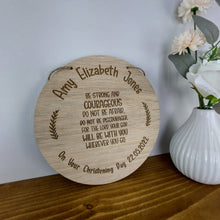 Amy Elizabeth Jones
BE STRONG AND
COURAGEOUS
DO NOT BE AFRAID,
DO NOT BE DISCOURAGED,
FOR THE LORD YOUR GOD
WILL BE WITH YOU
WHEREVER YOU GO
On Your Christening Day 22.05.2022